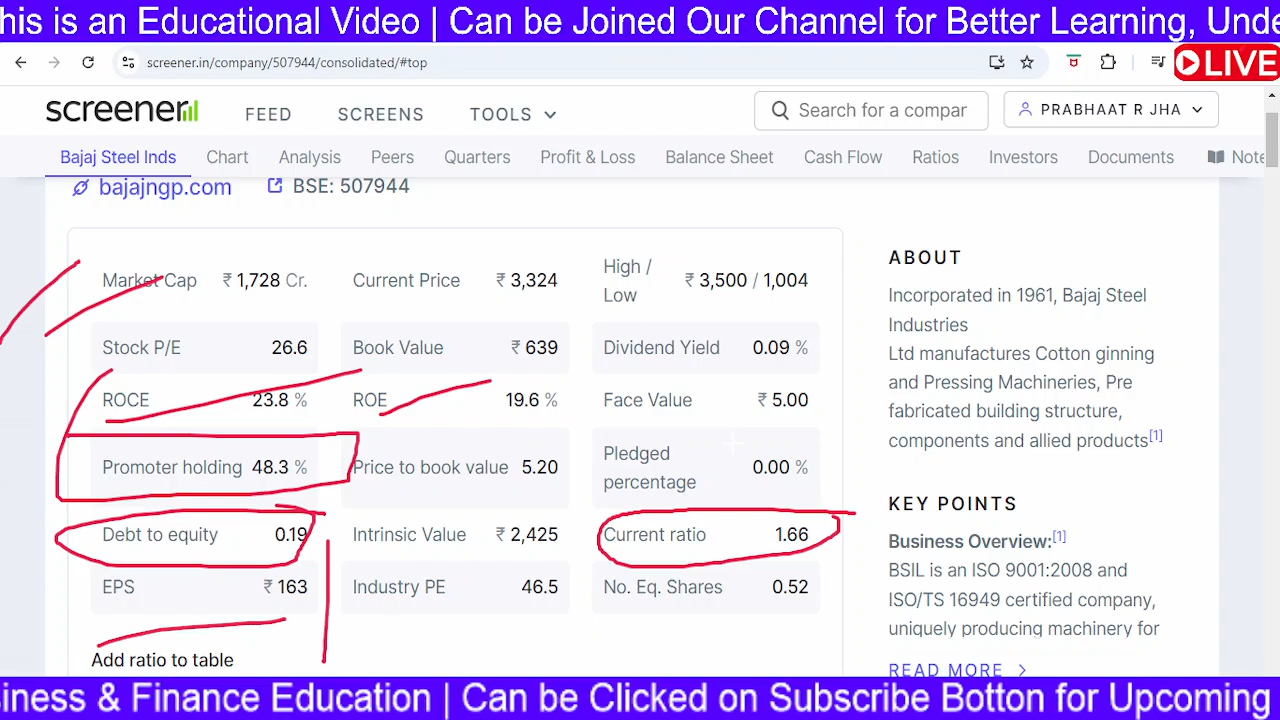 his is an Educational Video | Can be Joined Our Channel for Better Learning, Unde
screener.in/company/507944/consolidated/#top
LIVE
screener FEED SCREENS TOOLS Search for a compar PRABHAAT R JHA
Bajaj Steel Inds Chart Analysis Peers Quarters Profit & Loss Balance Sheet Cash Flow Ratios Investors Documents Note
bajajngp.com BSE: 507944
Market Cap ₹ 1,728 Cr. Current Price ₹ 3,324 High / Low ₹ 3,500 / 1,004
Stock P/E 26.6 Book Value ₹ 639 Dividend Yield 0.09 %
ROCE 23.8 % ROE 19.6 % Face Value ₹ 5.00
Promoter holding 48.3 % Price to book value 5.20 Pledged percentage 0.00 %
Debt to equity 0.19 Intrinsic Value ₹ 2,425 Current ratio 1.66
EPS ₹ 163 Industry PE 46.5 No. Eq. Shares 0.52
Add ratio to table
ABOUT
Incorporated in 1961, Bajaj Steel
Industries
Ltd manufactures Cotton ginning
and Pressing Machineries, Pre
fabricated building structure,
components and allied products[1]
KEY POINTS
Business Overview:[1]
BSIL is an ISO 9001:2008 and
ISO/TS 16949 certified company,
uniquely producing machinery for
READ MORE
siness & Finance Education | Can be Clicked on Subscribe Botton for Upcoming